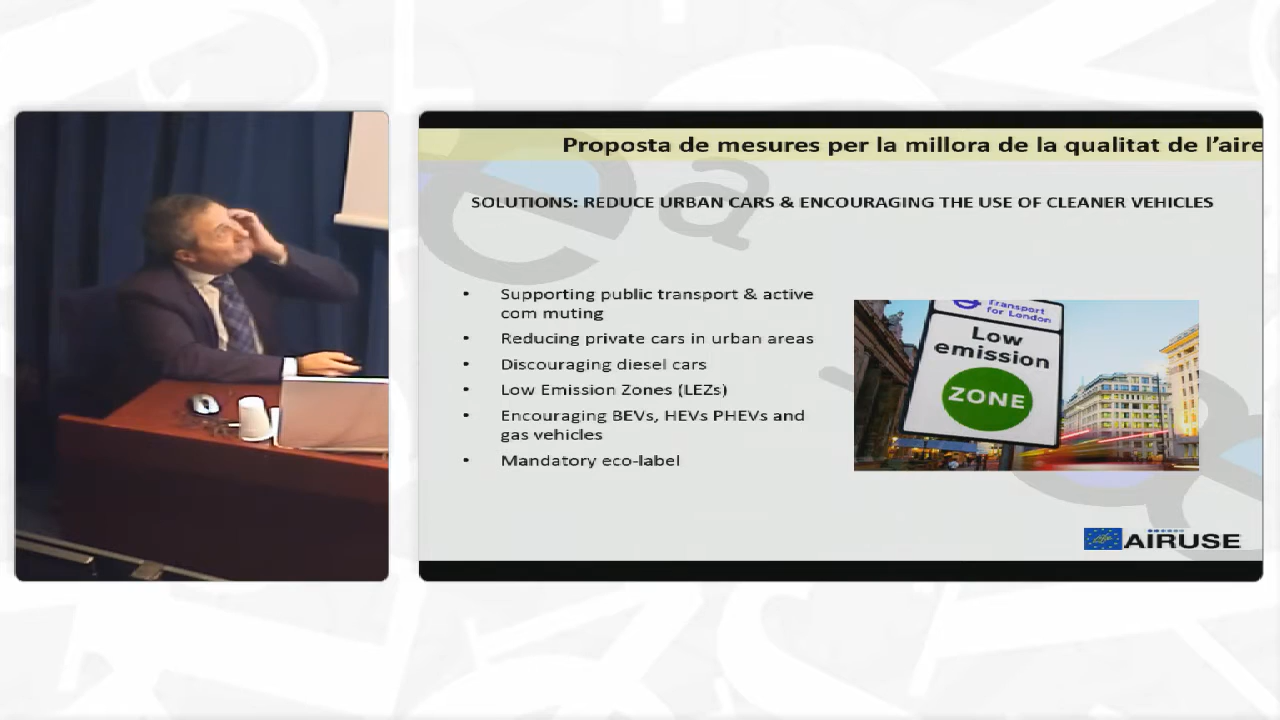 Proposta de mesures per la millora de la qualitat de l'aire
SOLUTIONS: REDUCE URBAN CARS & ENCOURAGING THE USE OF CLEANER VEHICLES
• Supporting public transport & active
com muting
• Reducing private cars in urban areas
• Discouraging diesel cars
• Low Emission Zones (LEZs)
• Encouraging BEVs, HEVs PHEVs and
gas vehicles
• Mandatory eco-label
Transport
for London
Low
emission
ZONE
AIRUSE